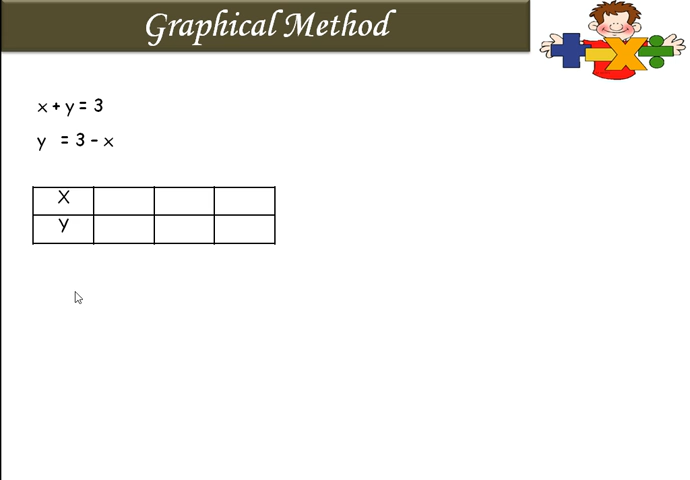 Graphical Method
x + y = 3
y = 3 - x
X
Y